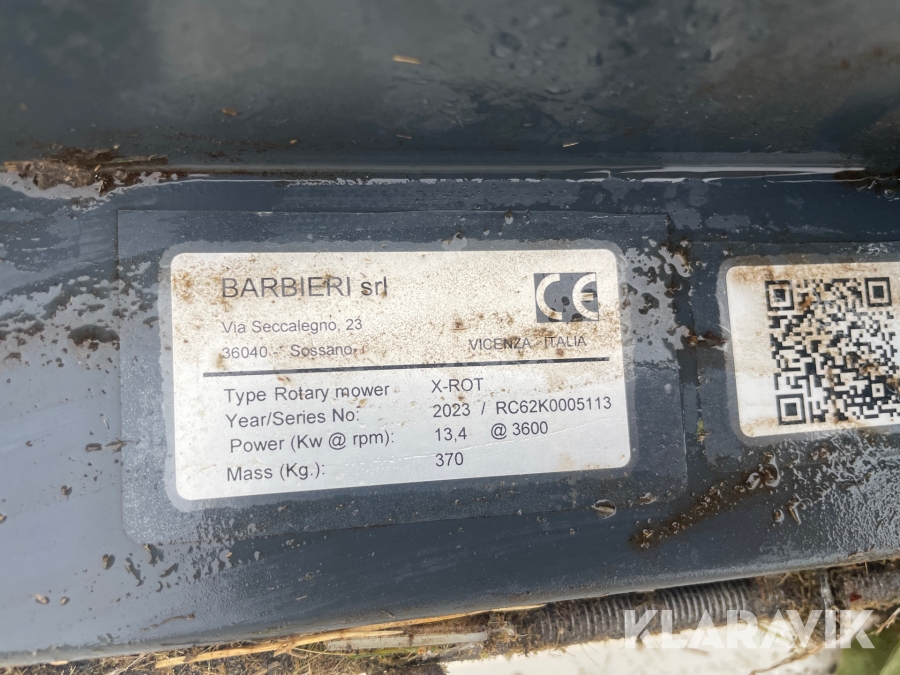 BARBIERI srl
CE
Via Seccalegno, 23
36040 - Sossano
VICENZA - ITALIA
Type Rotary mower X-ROT
Year/Series No: 2023 / RC62K0005113
Power (Kw @ rpm): 13,4 @ 3600
Mass (Kg.): 370
KLARAVIK